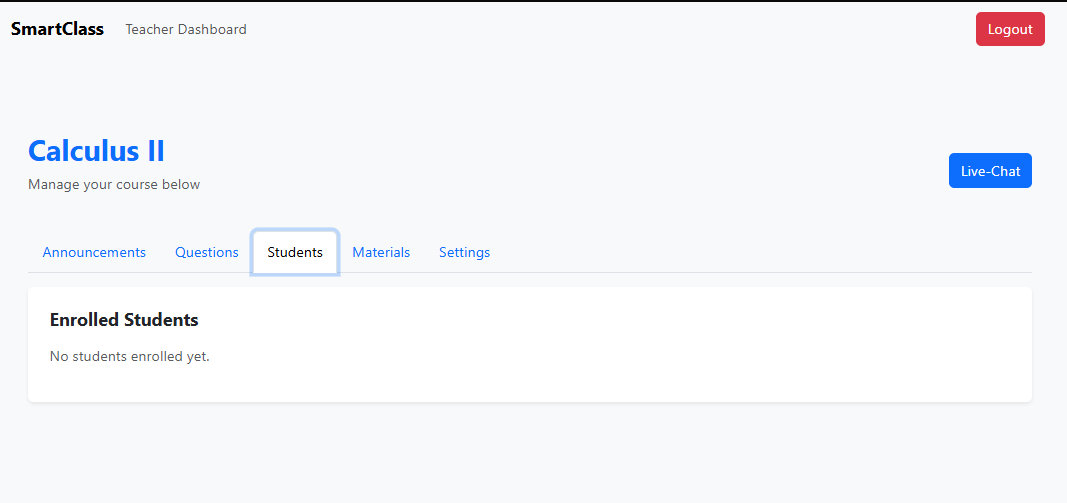 SmartClass Teacher Dashboard Logout
Calculus II
Manage your course below
Live-Chat
Announcements Questions Students Materials Settings
Enrolled Students
No students enrolled yet.